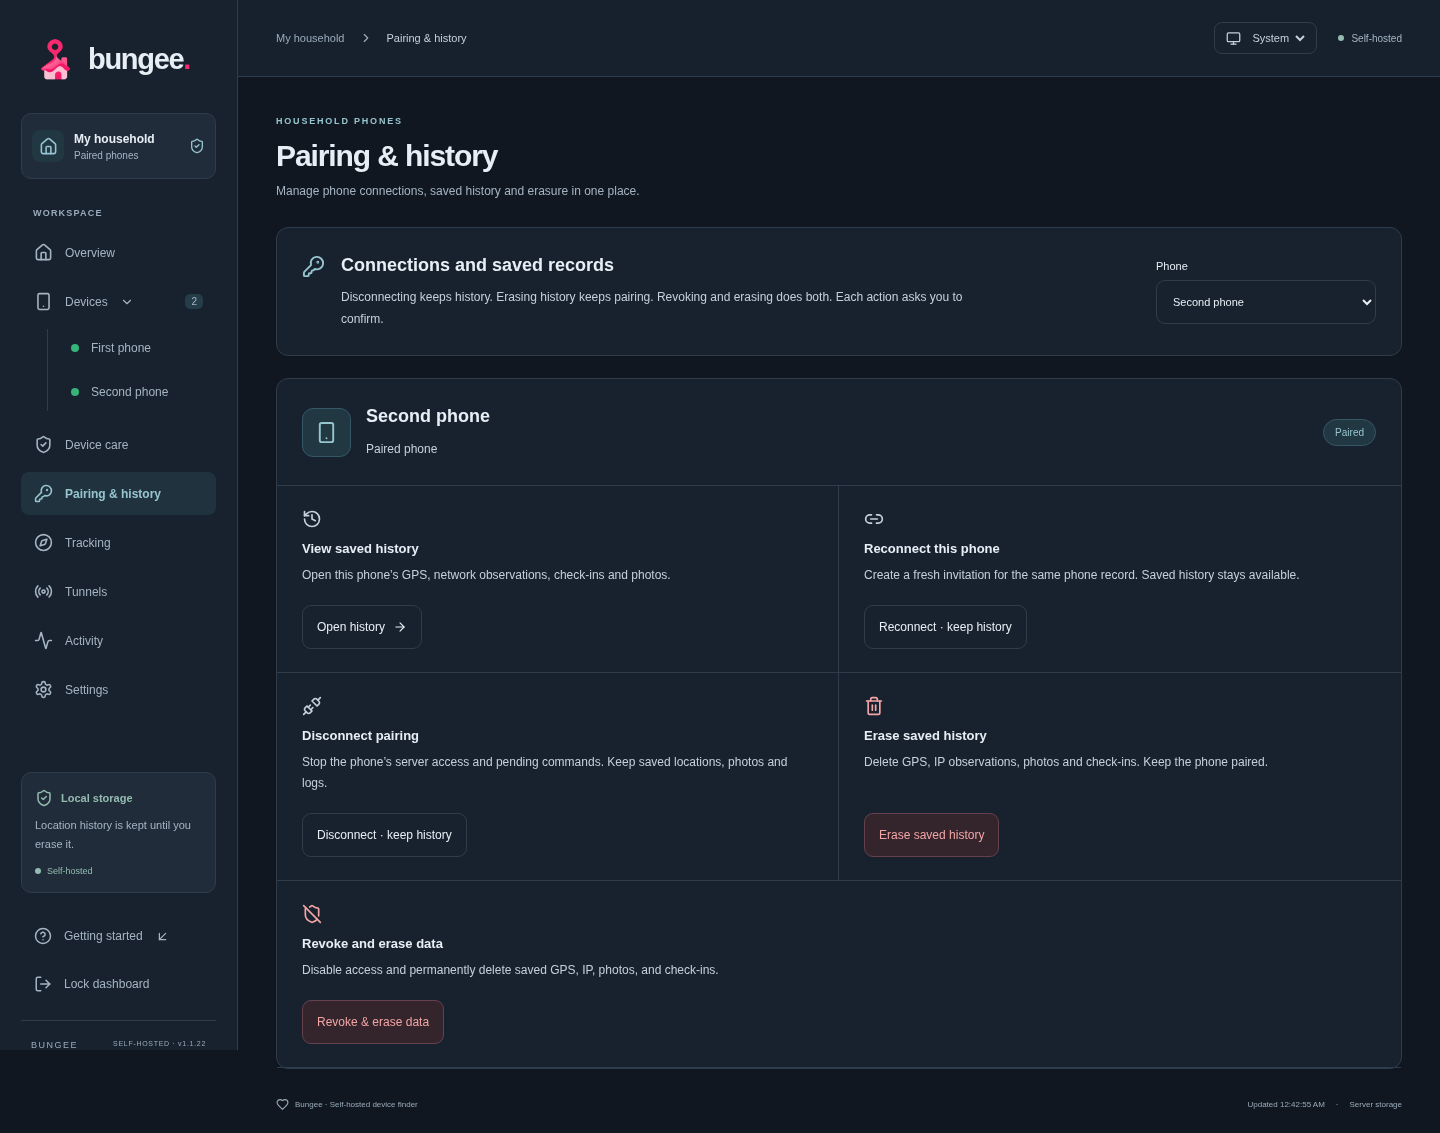 bungee.
My household
Paired phones
WORKSPACE
Overview
Devices
2
First phone
Second phone
Device care
Pairing & history
Tracking
Tunnels
Activity
Settings
Local storage
Location history is kept until you
erase it.
Self-hosted
Getting started
Lock dashboard
BUNGEE
SELF-HOSTED · v1.1.22
My household
Pairing & history
System
Self-hosted
HOUSEHOLD PHONES
Pairing & history
Manage phone connections, saved history and erasure in one place.
Connections and saved records
Disconnecting keeps history. Erasing history keeps pairing. Revoking and erasing does both. Each action asks you to
confirm.
Phone
Second phone
Second phone
Paired phone
Paired
View saved history
Open this phone's GPS, network observations, check-ins and photos.
Open history
Reconnect this phone
Create a fresh invitation for the same phone record. Saved history stays available.
Reconnect · keep history
Disconnect pairing
Stop the phone's server access and pending commands. Keep saved locations, photos and
logs.
Disconnect · keep history
Erase saved history
Delete GPS, IP observations, photos and check-ins. Keep the phone paired.
Erase saved history
Revoke and erase data
Disable access and permanently delete saved GPS, IP, photos, and check-ins.
Revoke & erase data
Bungee · Self-hosted device finder
Updated 12:42:55 AM · Server storage